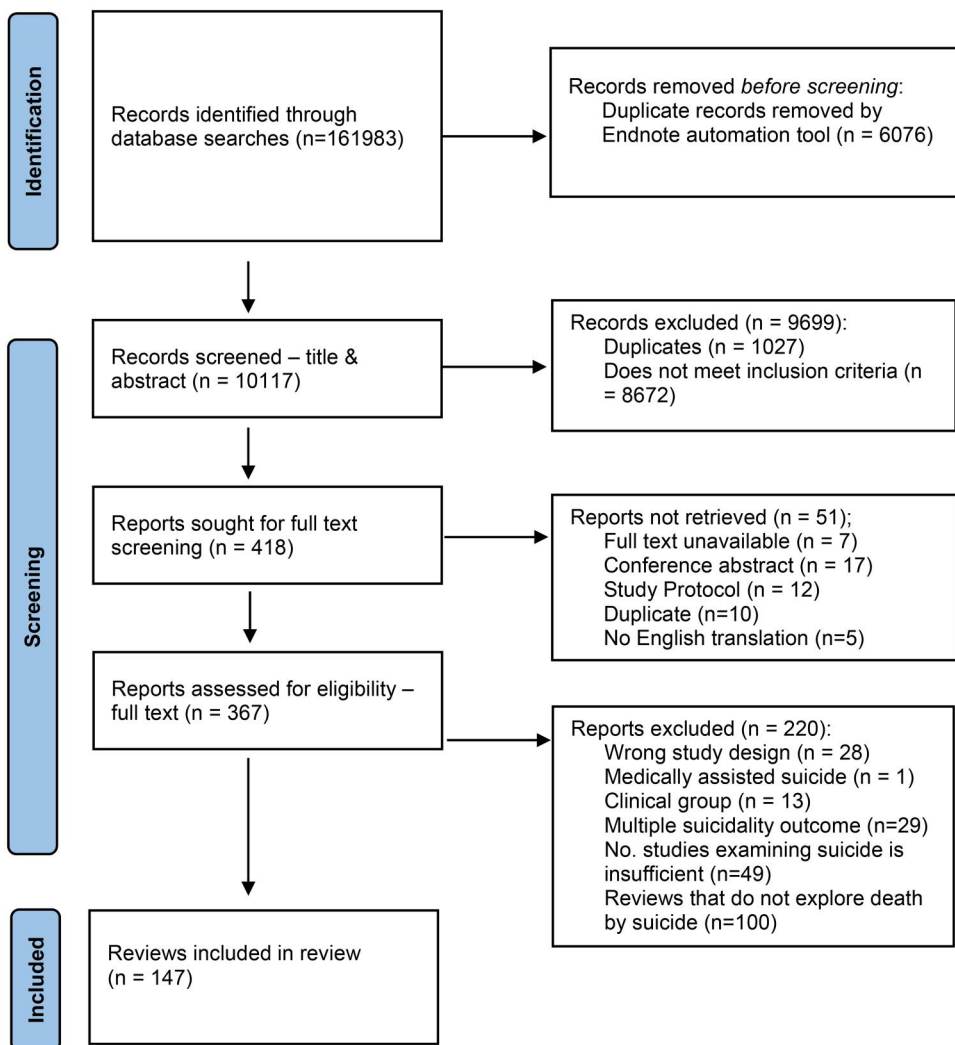 Identification
Records identified through
database searches (n=161983)
Records removed before screening:
Duplicate records removed by
Endnote automation tool (n = 6076)
Screening
Records screened – title &
abstract (n = 10117)
Records excluded (n = 9699):
Duplicates (n = 1027)
Does not meet inclusion criteria (n
= 8672)
Reports sought for full text
screening (n = 418)
Reports not retrieved (n = 51);
Full text unavailable (n = 7)
Conference abstract (n = 17)
Study Protocol (n = 12)
Duplicate (n=10)
No English translation (n=5)
Reports assessed for eligibility –
full text (n = 367)
Reports excluded (n = 220):
Wrong study design (n = 28)
Medically assisted suicide (n = 1)
Clinical group (n = 13)
Multiple suicidality outcome (n=29)
No. studies examining suicide is
insufficient (n=49)
Reviews that do not explore death
by suicide (n=100)
Included
Reviews included in review
(n = 147)